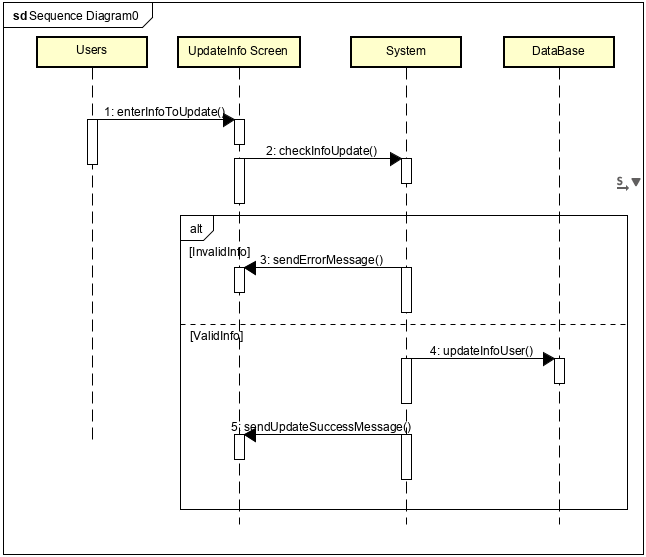 sd Sequence Diagram0
Users
UpdateInfo Screen
System
DataBase
1: enterInfoToUpdate()
2: checkInfoUpdate()
S
alt
[InvalidInfo]
3: sendErrorMessage()
[ValidInfo]
4: updateInfoUser()
5: sendUpdateSuccessMessage()